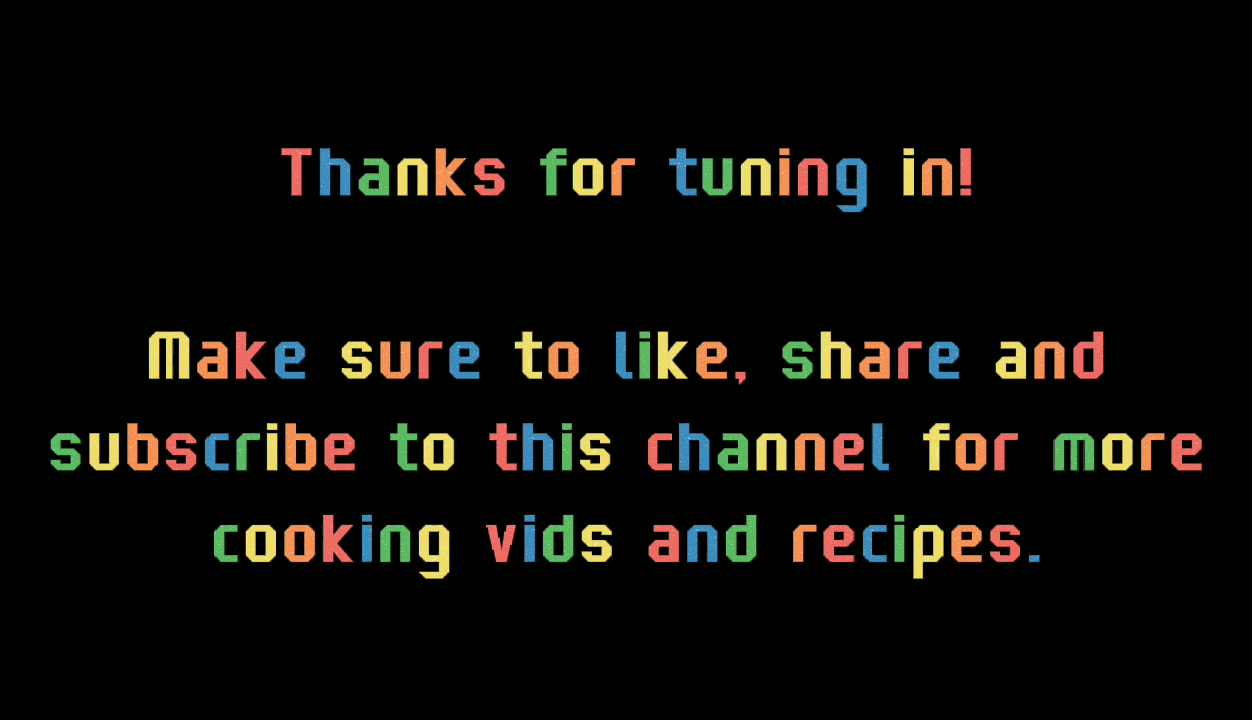 Thanks for tuning in!
Make sure to like, share and
subscribe to this channel for more
cooking vids and recipes.